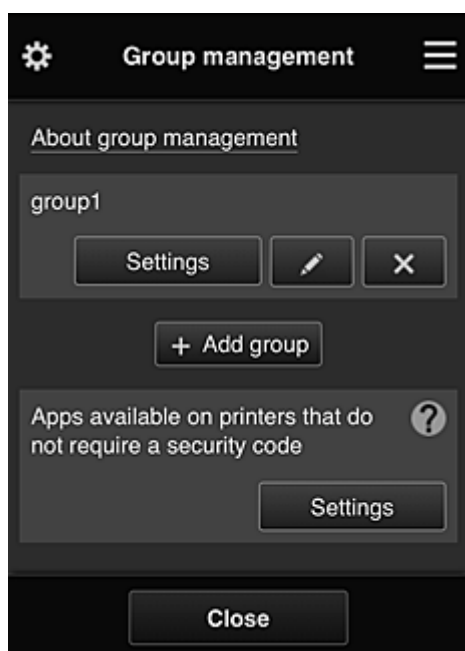 Group management
About group management
group1
Settings
+ Add group
Apps available on printers that do
not require a security code
?
Settings
Close